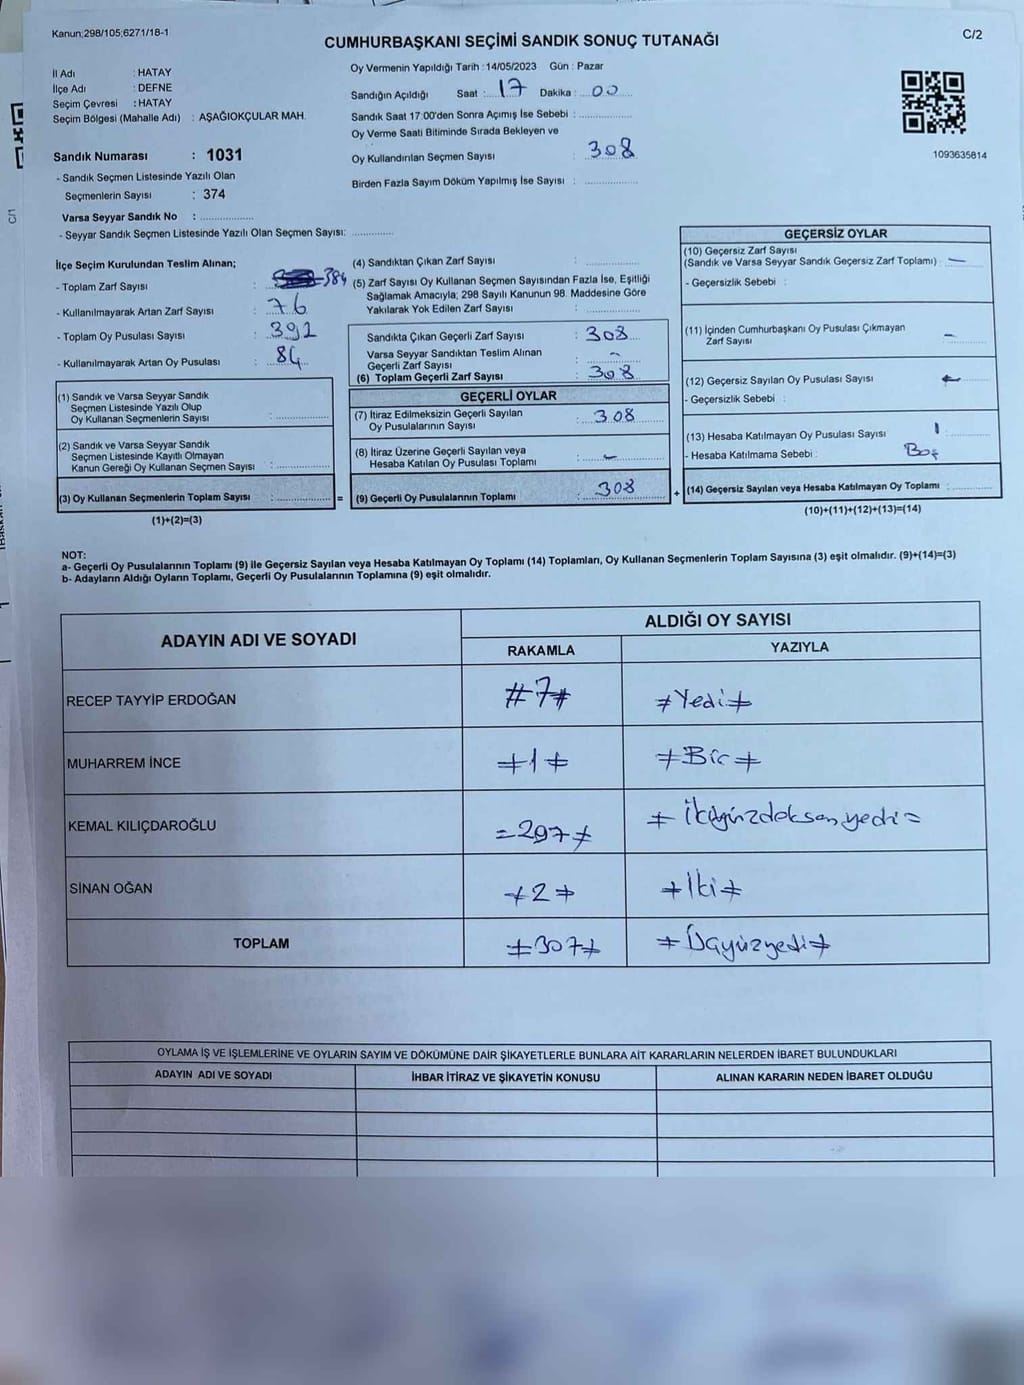 Kanun;298/105;6271/18-1
C/2
CUMHURBAŞKANI SEÇİMİ SANDIK SONUÇ TUTANAĞI
İl Adı : HATAY
İlçe Adı : DEFNE
Seçim Çevresi : HATAY
Seçim Bölgesi (Mahalle Adı) : AŞAĞIOKÇULAR MAH.
Sandık Numarası : 1031
- Sandık Seçmen Listesinde Yazılı Olan
Seçmenlerin Sayısı : 374
Varsa Seyyar Sandık No : ..................
- Seyyar Sandık Seçmen Listesinde Yazılı Olan Seçmen Sayısı: ..............
Oy Vermenin Yapıldığı Tarih :14/05/2023 Gün : Pazar
Sandığın Açıldığı Saat : 17 Dakika : 00
Sandık Saat 17:00'den Sonra Açımış İse Sebebi : ..............
Oy Verme Saati Bitiminde Sırada Bekleyen ve
Oy Kullandırılan Seçmen Sayısı : 308
Birden Fazla Sayım Döküm Yapılmış İse Sayısı : ..............
1093635814
C/1
İlçe Seçim Kurulundan Teslim Alınan;
- Toplam Zarf Sayısı : 384
- Kullanılmayarak Artan Zarf Sayısı : 76
- Toplam Oy Pusulası Sayısı : 392
- Kullanılmayarak Artan Oy Pusulası : 84
(1) Sandık ve Varsa Seyyar Sandık
Seçmen Listesinde Yazılı Olup
Oy Kullanan Seçmenlerin Sayısı : ..............
(2) Sandık ve Varsa Seyyar Sandık
Seçmen Listesinde Kayıtlı Olmayan
Kanun Gereği Oy Kullanan Seçmen Sayısı : ..............
(3) Oy Kullanan Seçmenlerin Toplam Sayısı : .............. =
(1)+(2)=(3)
(4) Sandıktan Çıkan Zarf Sayısı : ..............
(5) Zarf Sayısı Oy Kullanan Seçmen Sayısından Fazla İse, Eşitliği
Sağlamak Amacıyla; 298 Sayılı Kanunun 98. Maddesine Göre
Yakılarak Yok Edilen Zarf Sayısı : ..............
Sandıkta Çıkan Geçerli Zarf Sayısı : 308
Varsa Seyyar Sandıktan Teslim Alınan
Geçerli Zarf Sayısı : -
(6) Toplam Geçerli Zarf Sayısı : 308
GEÇERLİ OYLAR
(7) İtiraz Edilmeksizin Geçerli Sayılan
Oy Pusulalarının Sayısı : 308
(8) İtiraz Üzerine Geçerli Sayılan veya
Hesaba Katılan Oy Pusulası Toplamı : -
(9) Geçerli Oy Pusulalarının Toplamı : 308 +
GEÇERSİZ OYLAR
(10) Geçersiz Zarf Sayısı
(Sandık ve Varsa Seyyar Sandık Geçersiz Zarf Toplamı) : -
- Geçersizlik Sebebi :
(11) İçinden Cumhurbaşkanı Oy Pusulası Çıkmayan
Zarf Sayısı : -
(12) Geçersiz Sayılan Oy Pusulası Sayısı : -
- Geçersizlik Sebebi :
(13) Hesaba Katılmayan Oy Pusulası Sayısı : 1
- Hesaba Katılmama Sebebi : Boş
(14) Geçersiz Sayılan veya Hesaba Katılmayan Oy Toplamı : ..............
(10)+(11)+(12)+(13)=(14)
NOT:
a- Geçerli Oy Pusulalarının Toplamı (9) ile Geçersiz Sayılan veya Hesaba Katılmayan Oy Toplamı (14) Toplamları, Oy Kullanan Seçmenlerin Toplam Sayısına (3) eşit olmalıdır. (9)+(14)=(3)
b- Adayların Aldığı Oyların Toplamı, Geçerli Oy Pusulalarının Toplamına (9) eşit olmalıdır.
ADAYIN ADI VE SOYADI
ALDIĞI OY SAYISI
RAKAMLA YAZIYLA
RECEP TAYYİP ERDOĞAN #7# ≠Yedi≠
MUHARREM İNCE ≠1≠ ≠Bir≠
KEMAL KILIÇDAROĞLU =297≠ ≠ikiyüzdoksanyedi=
SİNAN OĞAN ≠2≠ ≠İki≠
TOPLAM ≠307≠ ≠Üçyüzyedi≠
OYLAMA İŞ VE İŞLEMLERİNE VE OYLARIN SAYIM VE DÖKÜMÜNE DAİR ŞİKAYETLERLE BUNLARA AİT KARARLARIN NELERDEN İBARET BULUNDUKLARI
ADAYIN ADI VE SOYADI İHBAR İTİRAZ VE ŞİKAYETİN KONUSU ALINAN KARARIN NEDEN İBARET OLDUĞU